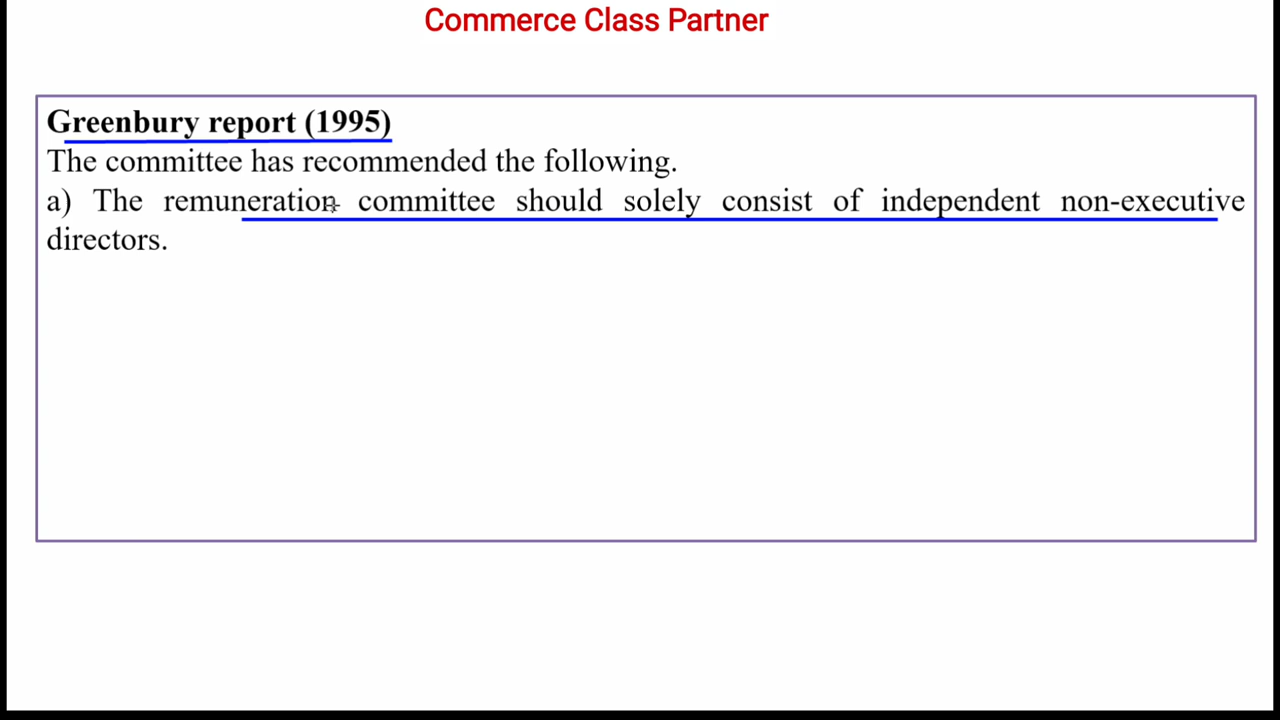 Commerce Class Partner
Greenbury report (1995)
The committee has recommended the following.
a) The remuneration committee should solely consist of independent non-executive
directors.